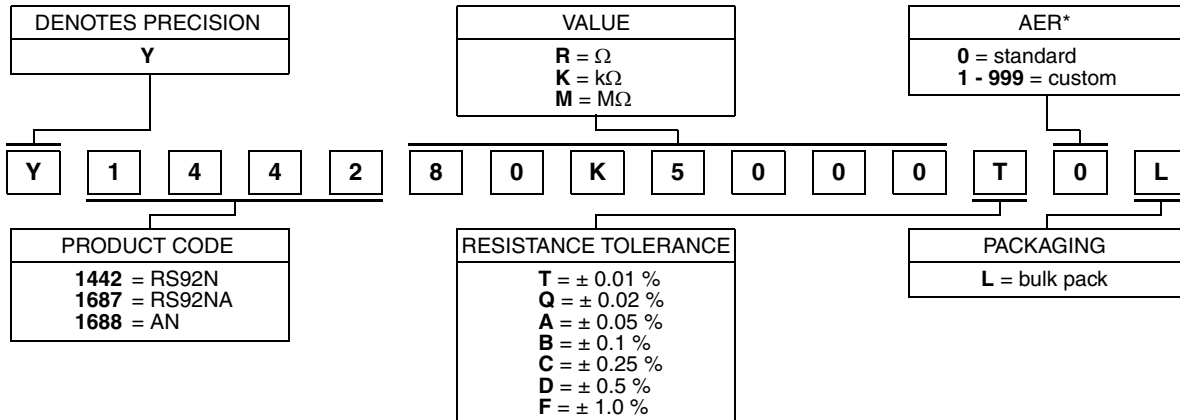 DENOTES PRECISION
Y
VALUE
R = Ω
K = kΩ
M = MΩ
AER*
0 = standard
1 - 999 = custom
Y 1 4 4 2 8 0 K 5 0 0 0 T 0 L
PRODUCT CODE
1442 = RS92N
1687 = RS92NA
1688 = AN
RESISTANCE TOLERANCE
T = ± 0.01 %
Q = ± 0.02 %
A = ± 0.05 %
B = ± 0.1 %
C = ± 0.25 %
D = ± 0.5 %
F = ± 1.0 %
PACKAGING
L = bulk pack